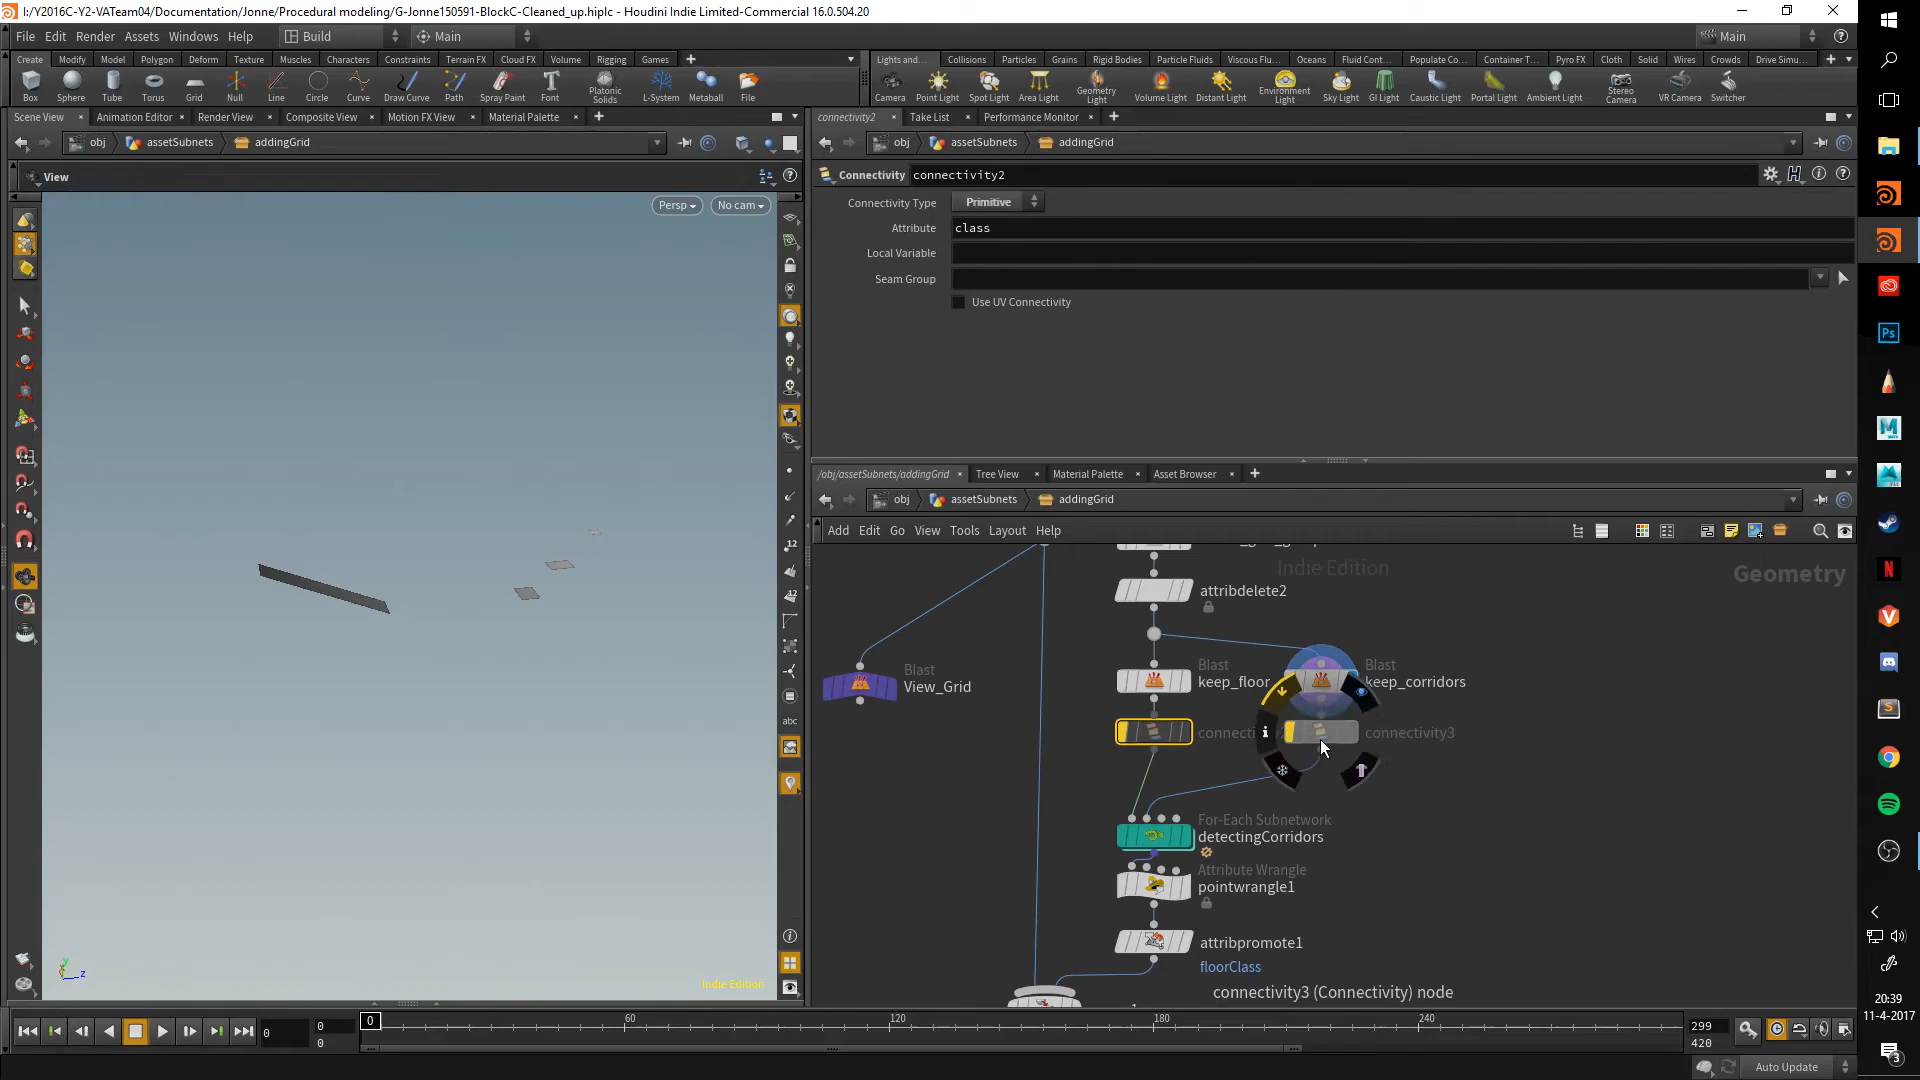 I:/Y2016C-Y2-VATeam04/Documentation/Jonne/Procedural modeling/G-Jonne150591-BlockC-Cleaned_up.hiplc - Houdini Indie Limited-Commercial 16.0.504.20
File Edit Render Assets Windows Help Build Main Main
Create Modify Model Polygon Deform Texture Muscles Characters Constraints Terrain FX Cloud FX Volume Rigging Games
Lights and... Collisions Particles Grains Rigid Bodies Particle Fluids Viscous Flu... Oceans Fluid Cont... Populate Co... Container T... Pyro FX Cloth Solid Wires Crowds Drive Simu...
Box Sphere Tube Torus Grid Null Line Circle Curve Draw Curve Path Spray Paint Font Platonic Solids L-System Metaball File
Camera Point Light Spot Light Area Light Geometry Light Volume Light Distant Light Environment Light Sky Light GI Light Caustic Light Portal Light Ambient Light Stereo Camera VR Camera Switcher
Scene View Animation Editor Render View Composite View Motion FX View Material Palette
connectivity2 Take List Performance Monitor
obj assetSubnets addingGrid
obj assetSubnets addingGrid
View
Persp No cam
Connectivity connectivity2
Connectivity Type Primitive
Attribute class
Local Variable
Seam Group
Use UV Connectivity
/obj/assetSubnets/addingGrid Tree View Material Palette Asset Browser
obj assetSubnets addingGrid
Add Edit Go View Tools Layout Help
Indie Edition
Geometry
attribdelete2
Blast
View_Grid
Blast
keep_floor
Blast
keep_corridors
connecti
connectivity3
For-Each Subnetwork
detectingCorridors
Attribute Wrangle
pointwrangle1
attribpromote1
floorClass
connectivity3 (Connectivity) node
12
12
abc
y
z
Indie Edition
0
0
0
0
60
120
180
240
299
420
Auto Update
20:39
11-4-2017
3
Ps